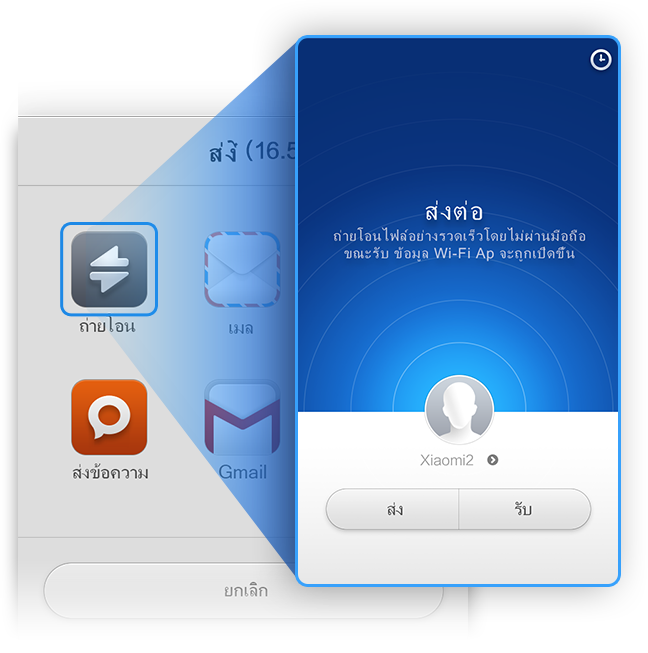 ส่งไ (16.5
ถ่ายโอน
เมล
ส่งข้อความ
Gmail
ยกเลิก
ส่งต่อ
ถ่ายโอนไฟล์อย่างรวดเร็วโดยไม่ผ่านมือถือ
ขณะรับ ข้อมูล Wi-Fi Ap จะถูกเปิดขึ้น
Xiaomi2
ส่ง
รับ